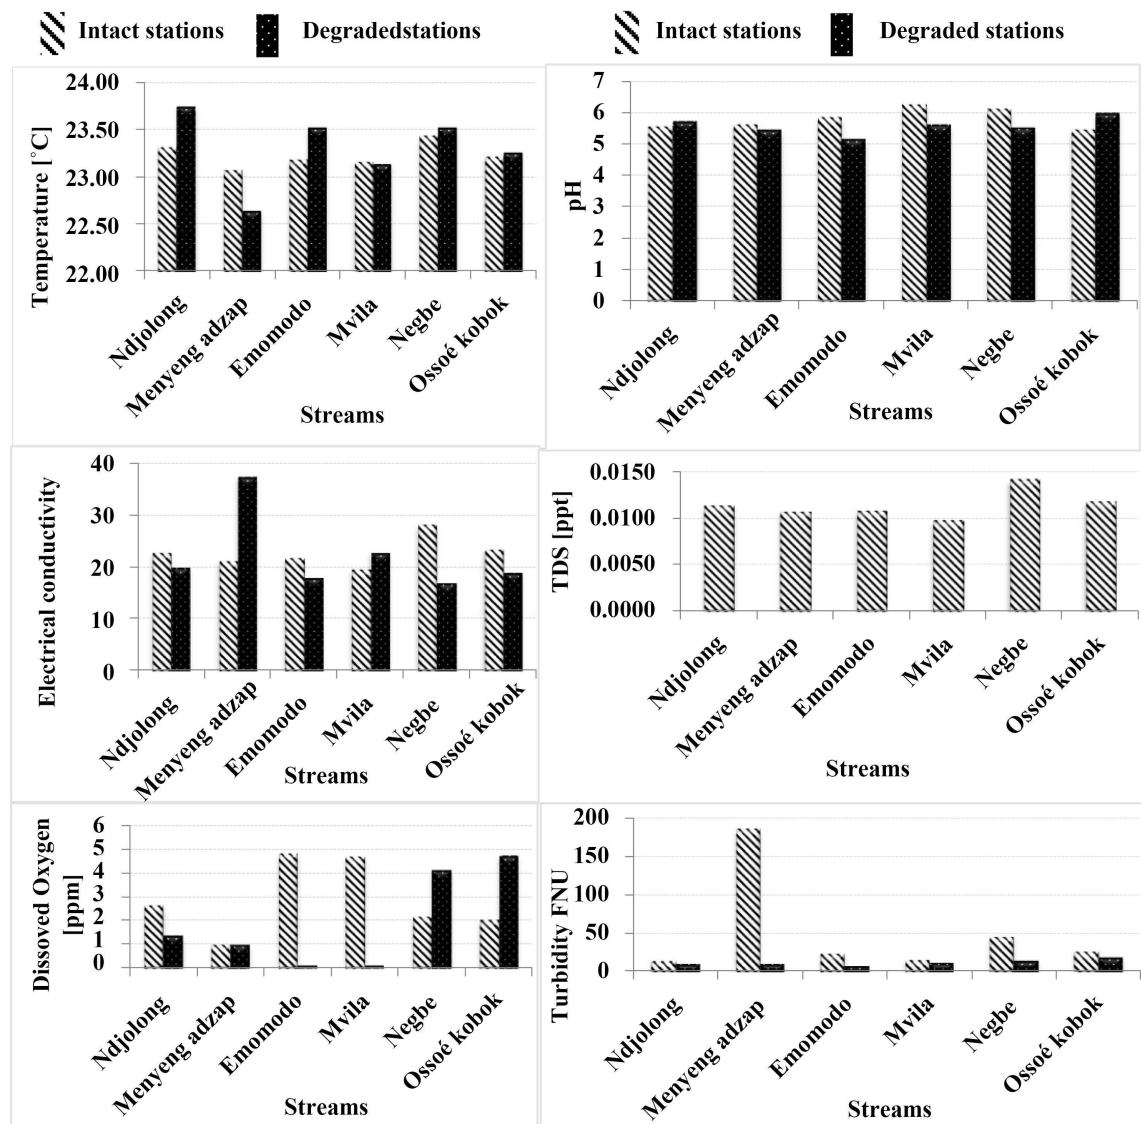 Intact stations
Degradedstations
Intact stations
Degraded stations
Temperature [°C]
24.00
23.50
23.00
22.50
22.00
Ndjolong
Menyeng adzap
Emomodo
Mvila
Negbe
Ossoé kobok
Streams
pH
7
6
5
4
3
2
1
0
Ndjolong
Menyeng adzap
Emomodo
Mvila
Negbe
Ossoé kobok
Streams
Electrical conductivity
40
30
20
10
0
Ndjolong
Menyeng adzap
Emomodo
Mvila
Negbe
Ossoé kobok
Streams
TDS [ppt]
0.0150
0.0100
0.0050
0.0000
Ndjolong
Menyeng adzap
Emomodo
Mvila
Negbe
Ossoé kobok
Streams
Dissoved Oxygen
[ppm]
6
5
4
3
2
1
0
Ndjolong
Menyeng adzap
Emomodo
Mvila
Negbe
Ossoé kobok
Streams
Turbidity FNU
200
150
100
50
0
Ndjolong
Menyeng adzap
Emomodo
Mvila
Negbe
Ossoé kobok
Streams